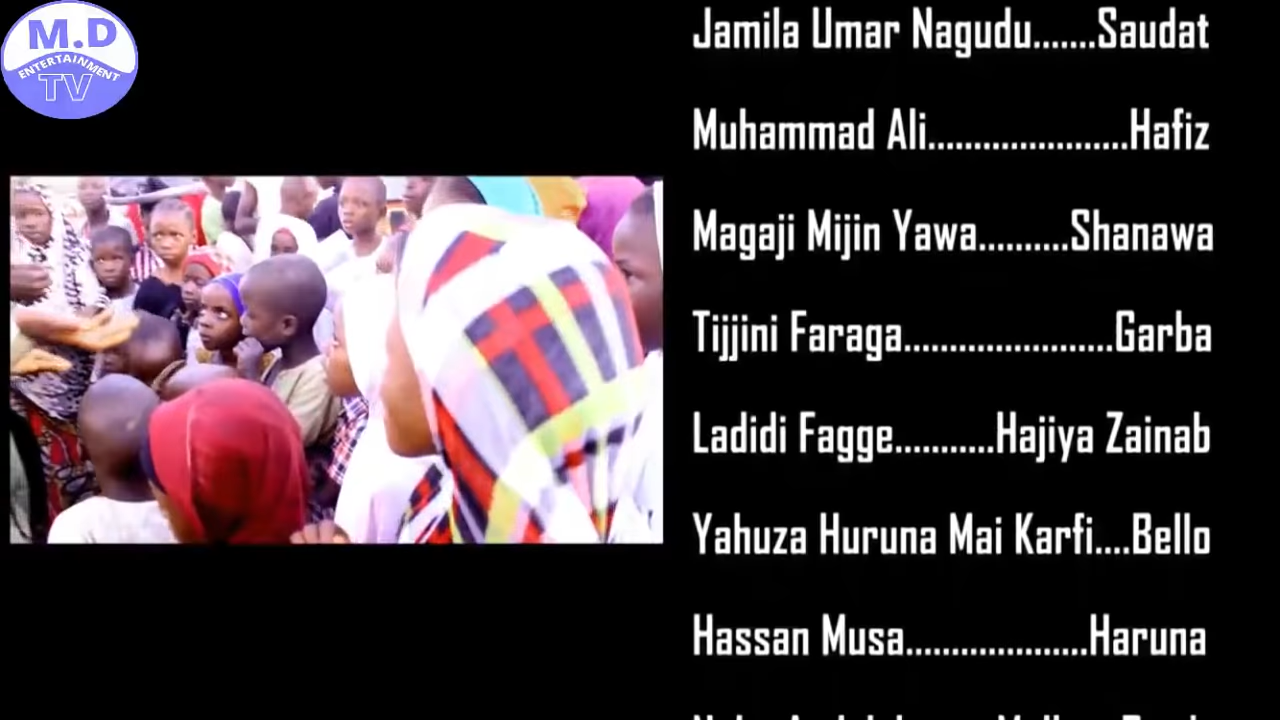 M.D
ENTERTAINMENT
TV
Jamila Umar Nagudu.......Saudat
Muhammad Ali......................Hafiz
Magaji Mijin Yawa..........Shanawa
Tijjini Faraga.......................Garba
Ladidi Fagge...........Hajiya Zainab
Yahuza Huruna Mai Karfi....Bello
Hassan Musa....................Haruna